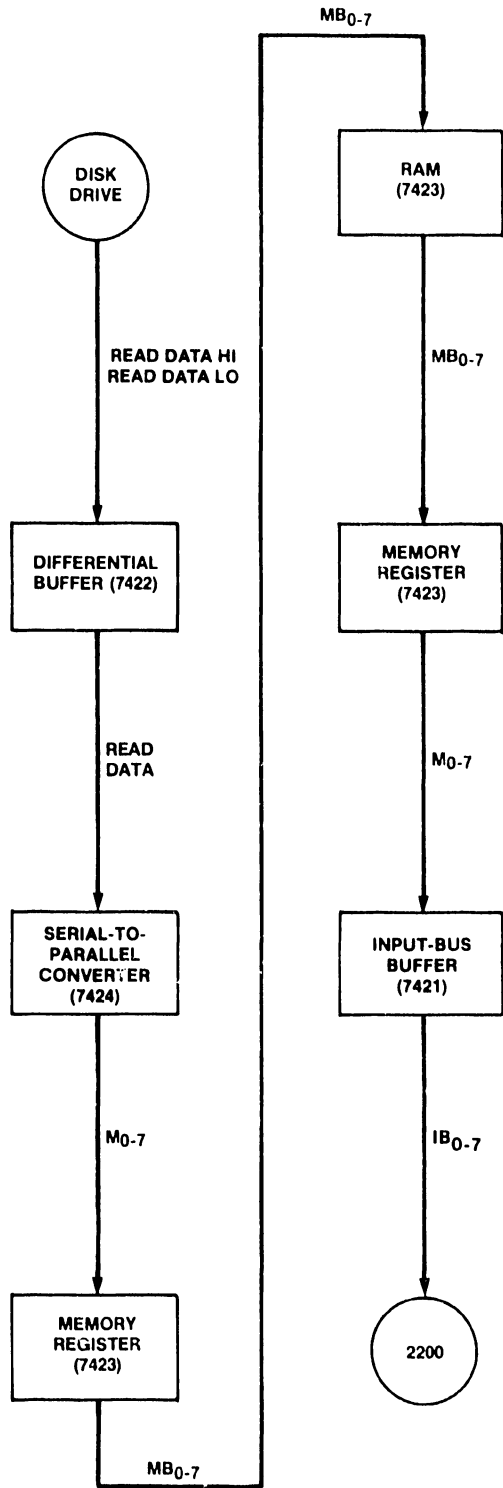 DISK
DRIVE
READ DATA HI
READ DATA LO
DIFFERENTIAL
BUFFER (7422)
READ
DATA
SERIAL-TO-
PARALLEL
CONVERTER
(7424)
M0-7
MEMORY
REGISTER
(7423)
MB0-7
MB0-7
RAM
(7423)
MB0-7
MEMORY
REGISTER
(7423)
M0-7
INPUT-BUS
BUFFER
(7421)
IB0-7
2200